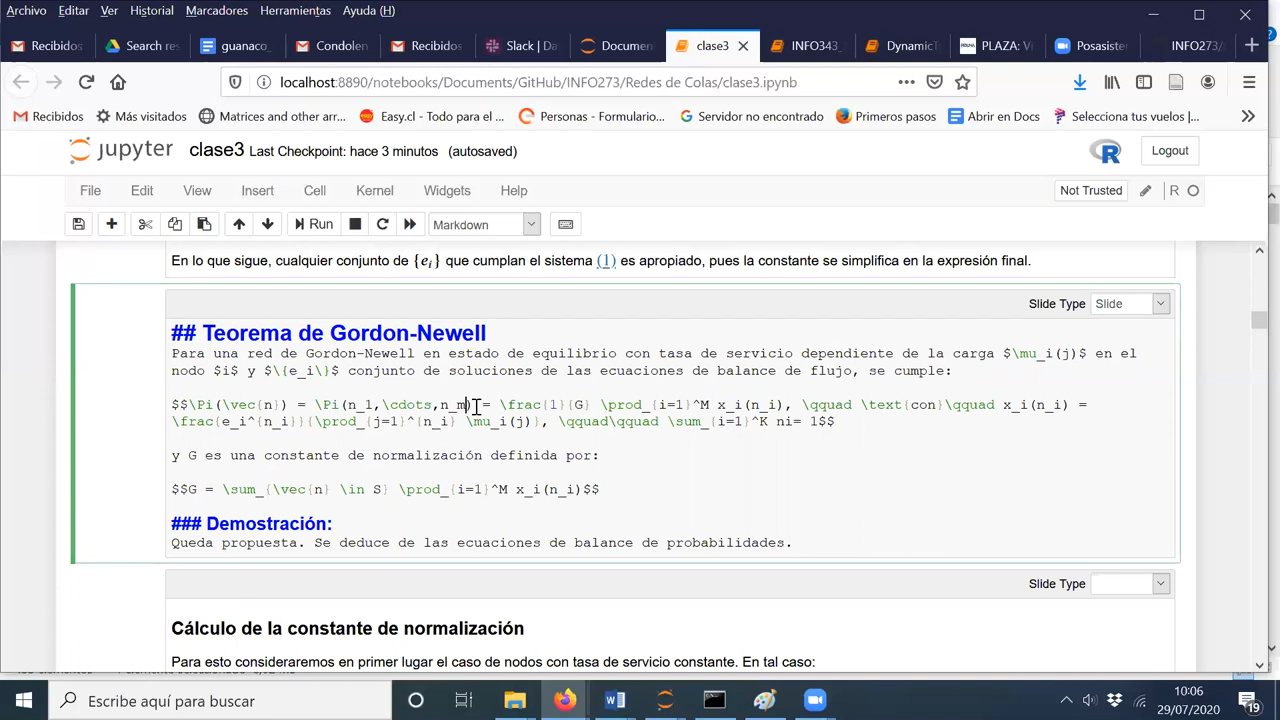 Archivo Editar Ver Historial Marcadores Herramientas Ayuda (H)
Recibidos Search res guanaco_ Condolen Recibidos Slack | Da Documen clase3 INFO343_ DynamicT PLAZA: Vi Posasiste INFO273/
localhost:8890/notebooks/Documents/GitHub/INFO273/Redes de Colas/clase3.ipynb
Recibidos Más visitados Matrices and other arr... Easy.cl - Todo para el ... Personas - Formulario... Servidor no encontrado Primeros pasos Abrir en Docs Selecciona tus vuelos |...
jupyter clase3 Last Checkpoint: hace 3 minutos (autosaved) R Logout
File Edit View Insert Cell Kernel Widgets Help Not Trusted R
Run Markdown
En lo que sigue, cualquier conjunto de {eᵢ} que cumplan el sistema (1) es apropiado, pues la constante se simplifica en la expresión final.
Slide Type Slide
## Teorema de Gordon-Newell
Para una red de Gordon-Newell en estado de equilibrio con tasa de servicio dependiente de la carga $\mu_i(j)$ en el
nodo $i$ y $\{e_i\}$ conjunto de soluciones de las ecuaciones de balance de flujo, se cumple:
$$\Pi(\vec{n}) = \Pi(n_1,\cdots,n_m) = \frac{1}{G} \prod_{i=1}^M x_i(n_i), \qquad \text{con}\qquad x_i(n_i) =
\frac{e_i^{n_i}}{\prod_{j=1}^{n_i} \mu_i(j)}, \qquad\qquad \sum_{i=1}^K ni= 1$$
y G es una constante de normalización definida por:
$$G = \sum_{\vec{n} \in S} \prod_{i=1}^M x_i(n_i)$$
### Demostración:
Queda propuesta. Se deduce de las ecuaciones de balance de probabilidades.
Slide Type
Cálculo de la constante de normalización
Para esto consideraremos en primer lugar el caso de nodos con tasa de servicio constante. En tal caso:
Escribe aquí para buscar
10:06
29/07/2020
19